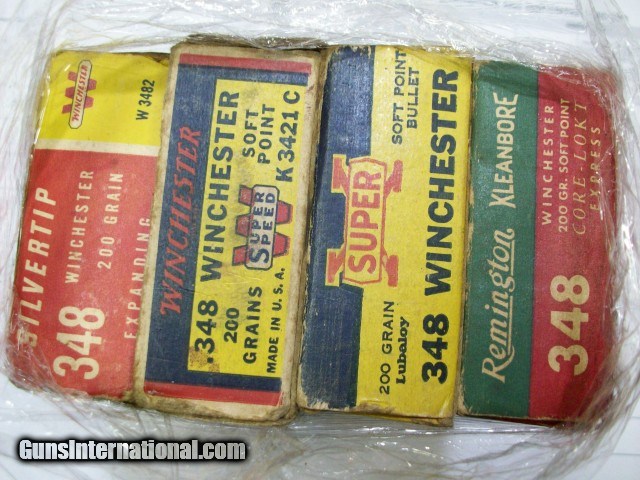 WINCHESTER
W
W 3482
SILVERTIP
348 WINCHESTER
200 GRAIN
EXPANDING
WINCHESTER
.348 WINCHESTER
200 GRAINS
SUPER
W
SPEED
SOFT
POINT
MADE IN U.S.A.
K 3421 C
SUPER
X
SOFT POINT
BULLET
200 GRAIN
Lubaloy
348 WINCHESTER
Remington KLEANBORE
348
WINCHESTER
200 GR. SOFT POINT
CORE-LOKT
EXPRESS
GunsInternational.com